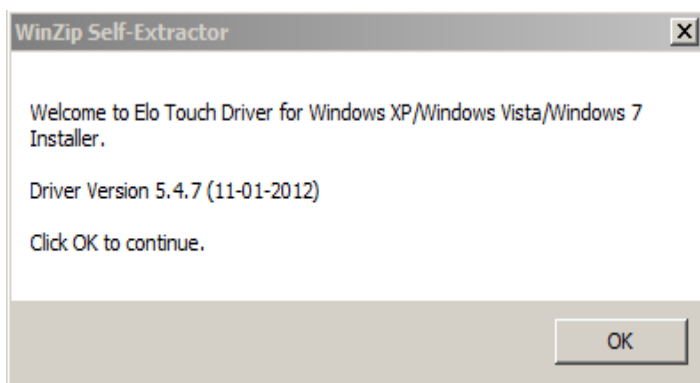 WinZip Self-Extractor
Welcome to Elo Touch Driver for Windows XP/Windows Vista/Windows 7
Installer.
Driver Version 5.4.7 (11-01-2012)
Click OK to continue.
OK